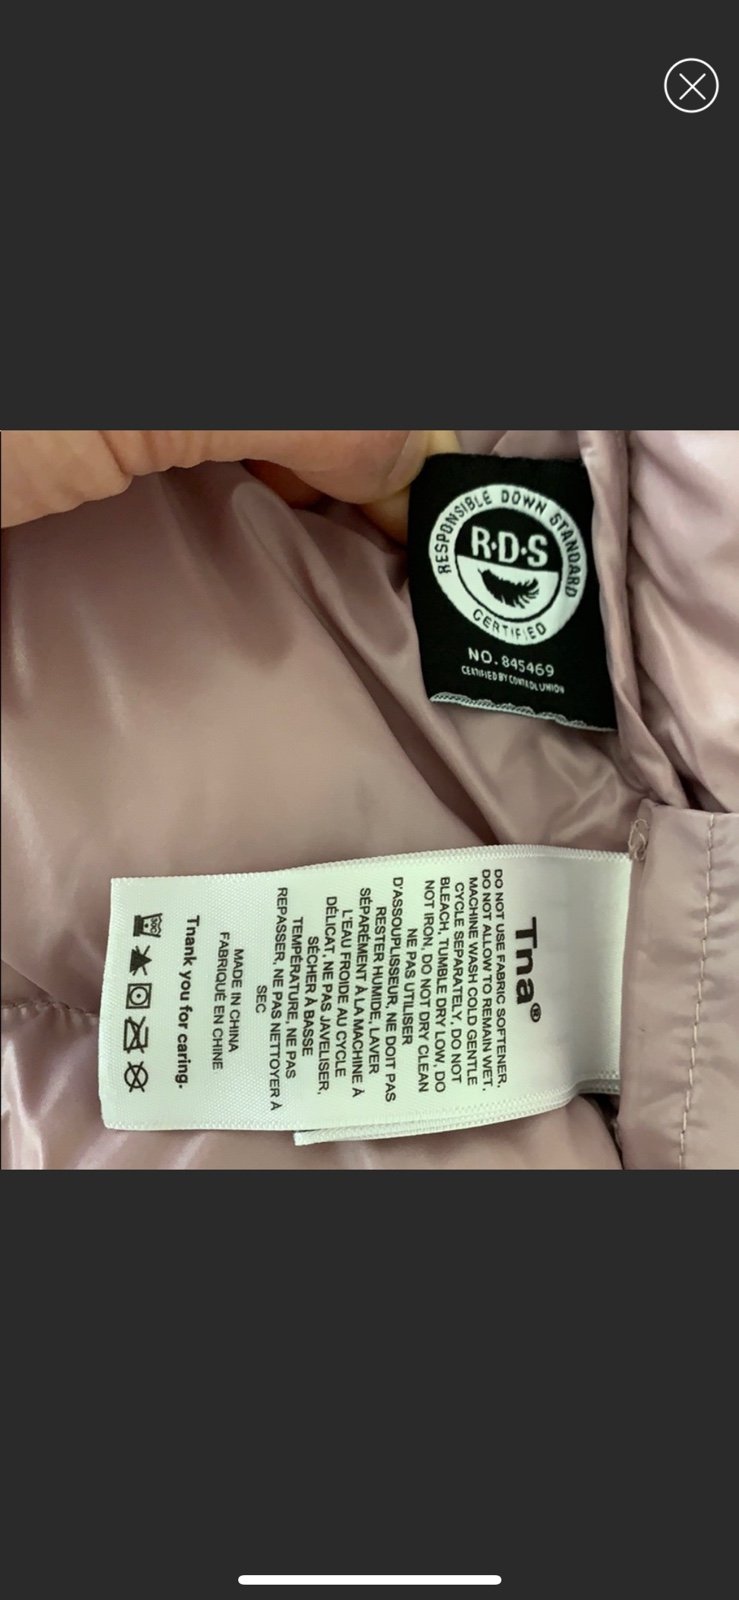 RESPONSIBLE DOWN STANDARD
R·D·S
CERTIFIED
NO. 845469
CERTIFIED BY CONTROL UNION
Tna®
DO NOT USE FABRIC SOFTENER,
DO NOT ALLOW TO REMAIN WET,
MACHINE WASH COLD GENTLE
CYCLE SEPARATELY, DO NOT
BLEACH, TUMBLE DRY LOW, DO
NOT IRON, DO NOT DRY CLEAN
NE PAS UTILISER
D'ASSOUPLISSEUR, NE DOIT PAS
RESTER HUMIDE, LAVER
SÉPARÉMENT À LA MACHINE À
L'EAU FROIDE AU CYCLE
DÉLICAT, NE PAS JAVELISER,
SÉCHER À BASSE
TEMPÉRATURE, NE PAS
REPASSER, NE PAS NETTOYER À
SEC
MADE IN CHINA
FABRIQUÉ EN CHINE
Tnank you for caring.